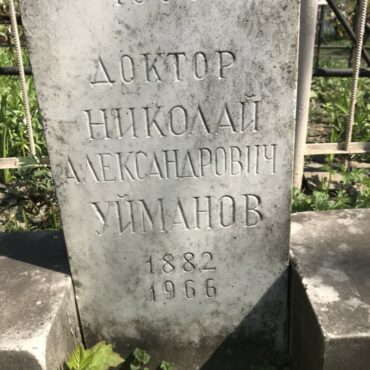 ДОКТОР
НИКОЛАЙ
АЛЕКСАНДРОВИЧ
УЙМАНОВ
1882
1966